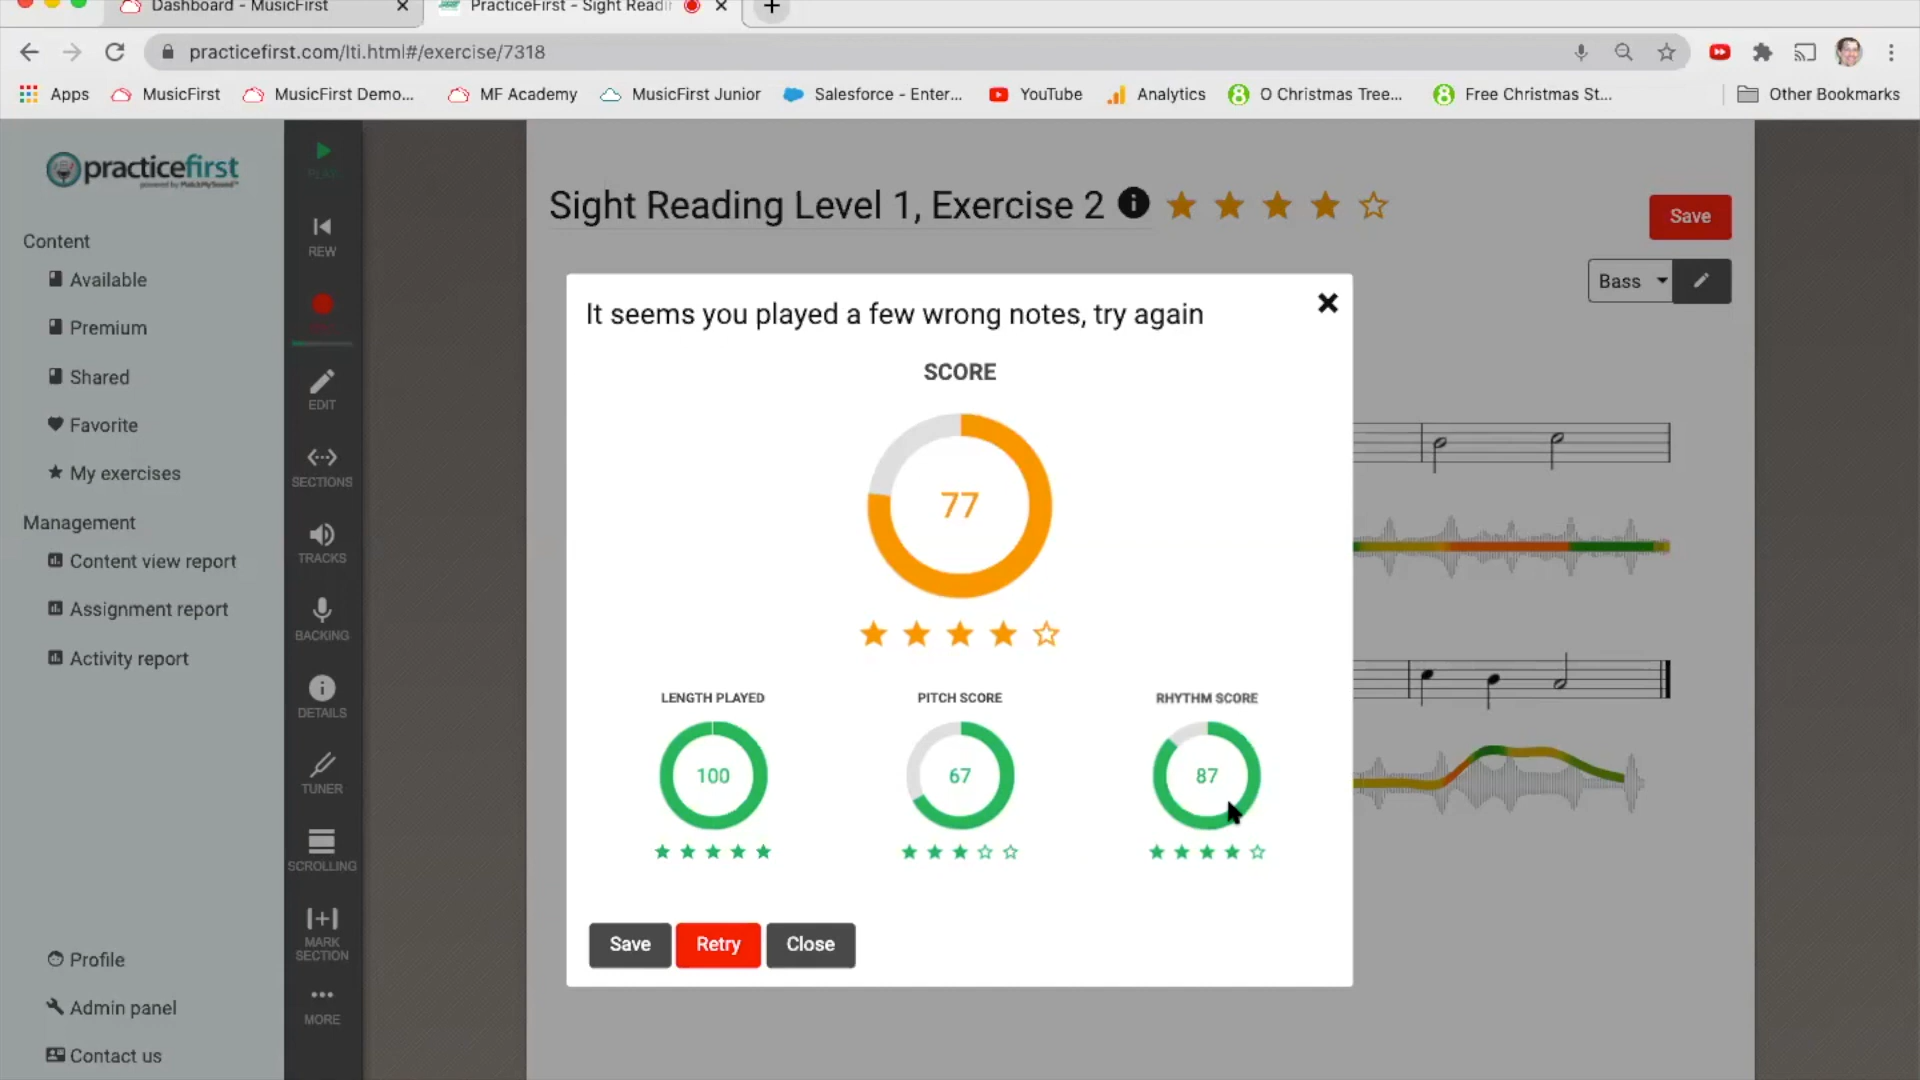 Dashboard - MusicFirst
PracticeFirst - Sight Readi
practicefirst.com/lti.html#/exercise/7318
Apps
MusicFirst
MusicFirst Demo...
MF Academy
MusicFirst Junior
Salesforce - Enter...
YouTube
Analytics
O Christmas Tree...
Free Christmas St...
Other Bookmarks
practicefirst
powered by MatchMySound™
Content
Available
Premium
Shared
Favorite
My exercises
Management
Content view report
Assignment report
Activity report
Profile
Admin panel
Contact us
PLAY
REW
EDIT
SECTIONS
TRACKS
BACKING
DETAILS
TUNER
SCROLLING
MARK
SECTION
MORE
Sight Reading Level 1, Exercise 2
Save
Bass
It seems you played a few wrong notes, try again
SCORE
77
LENGTH PLAYED
PITCH SCORE
RHYTHM SCORE
100
67
87
Save
Retry
Close